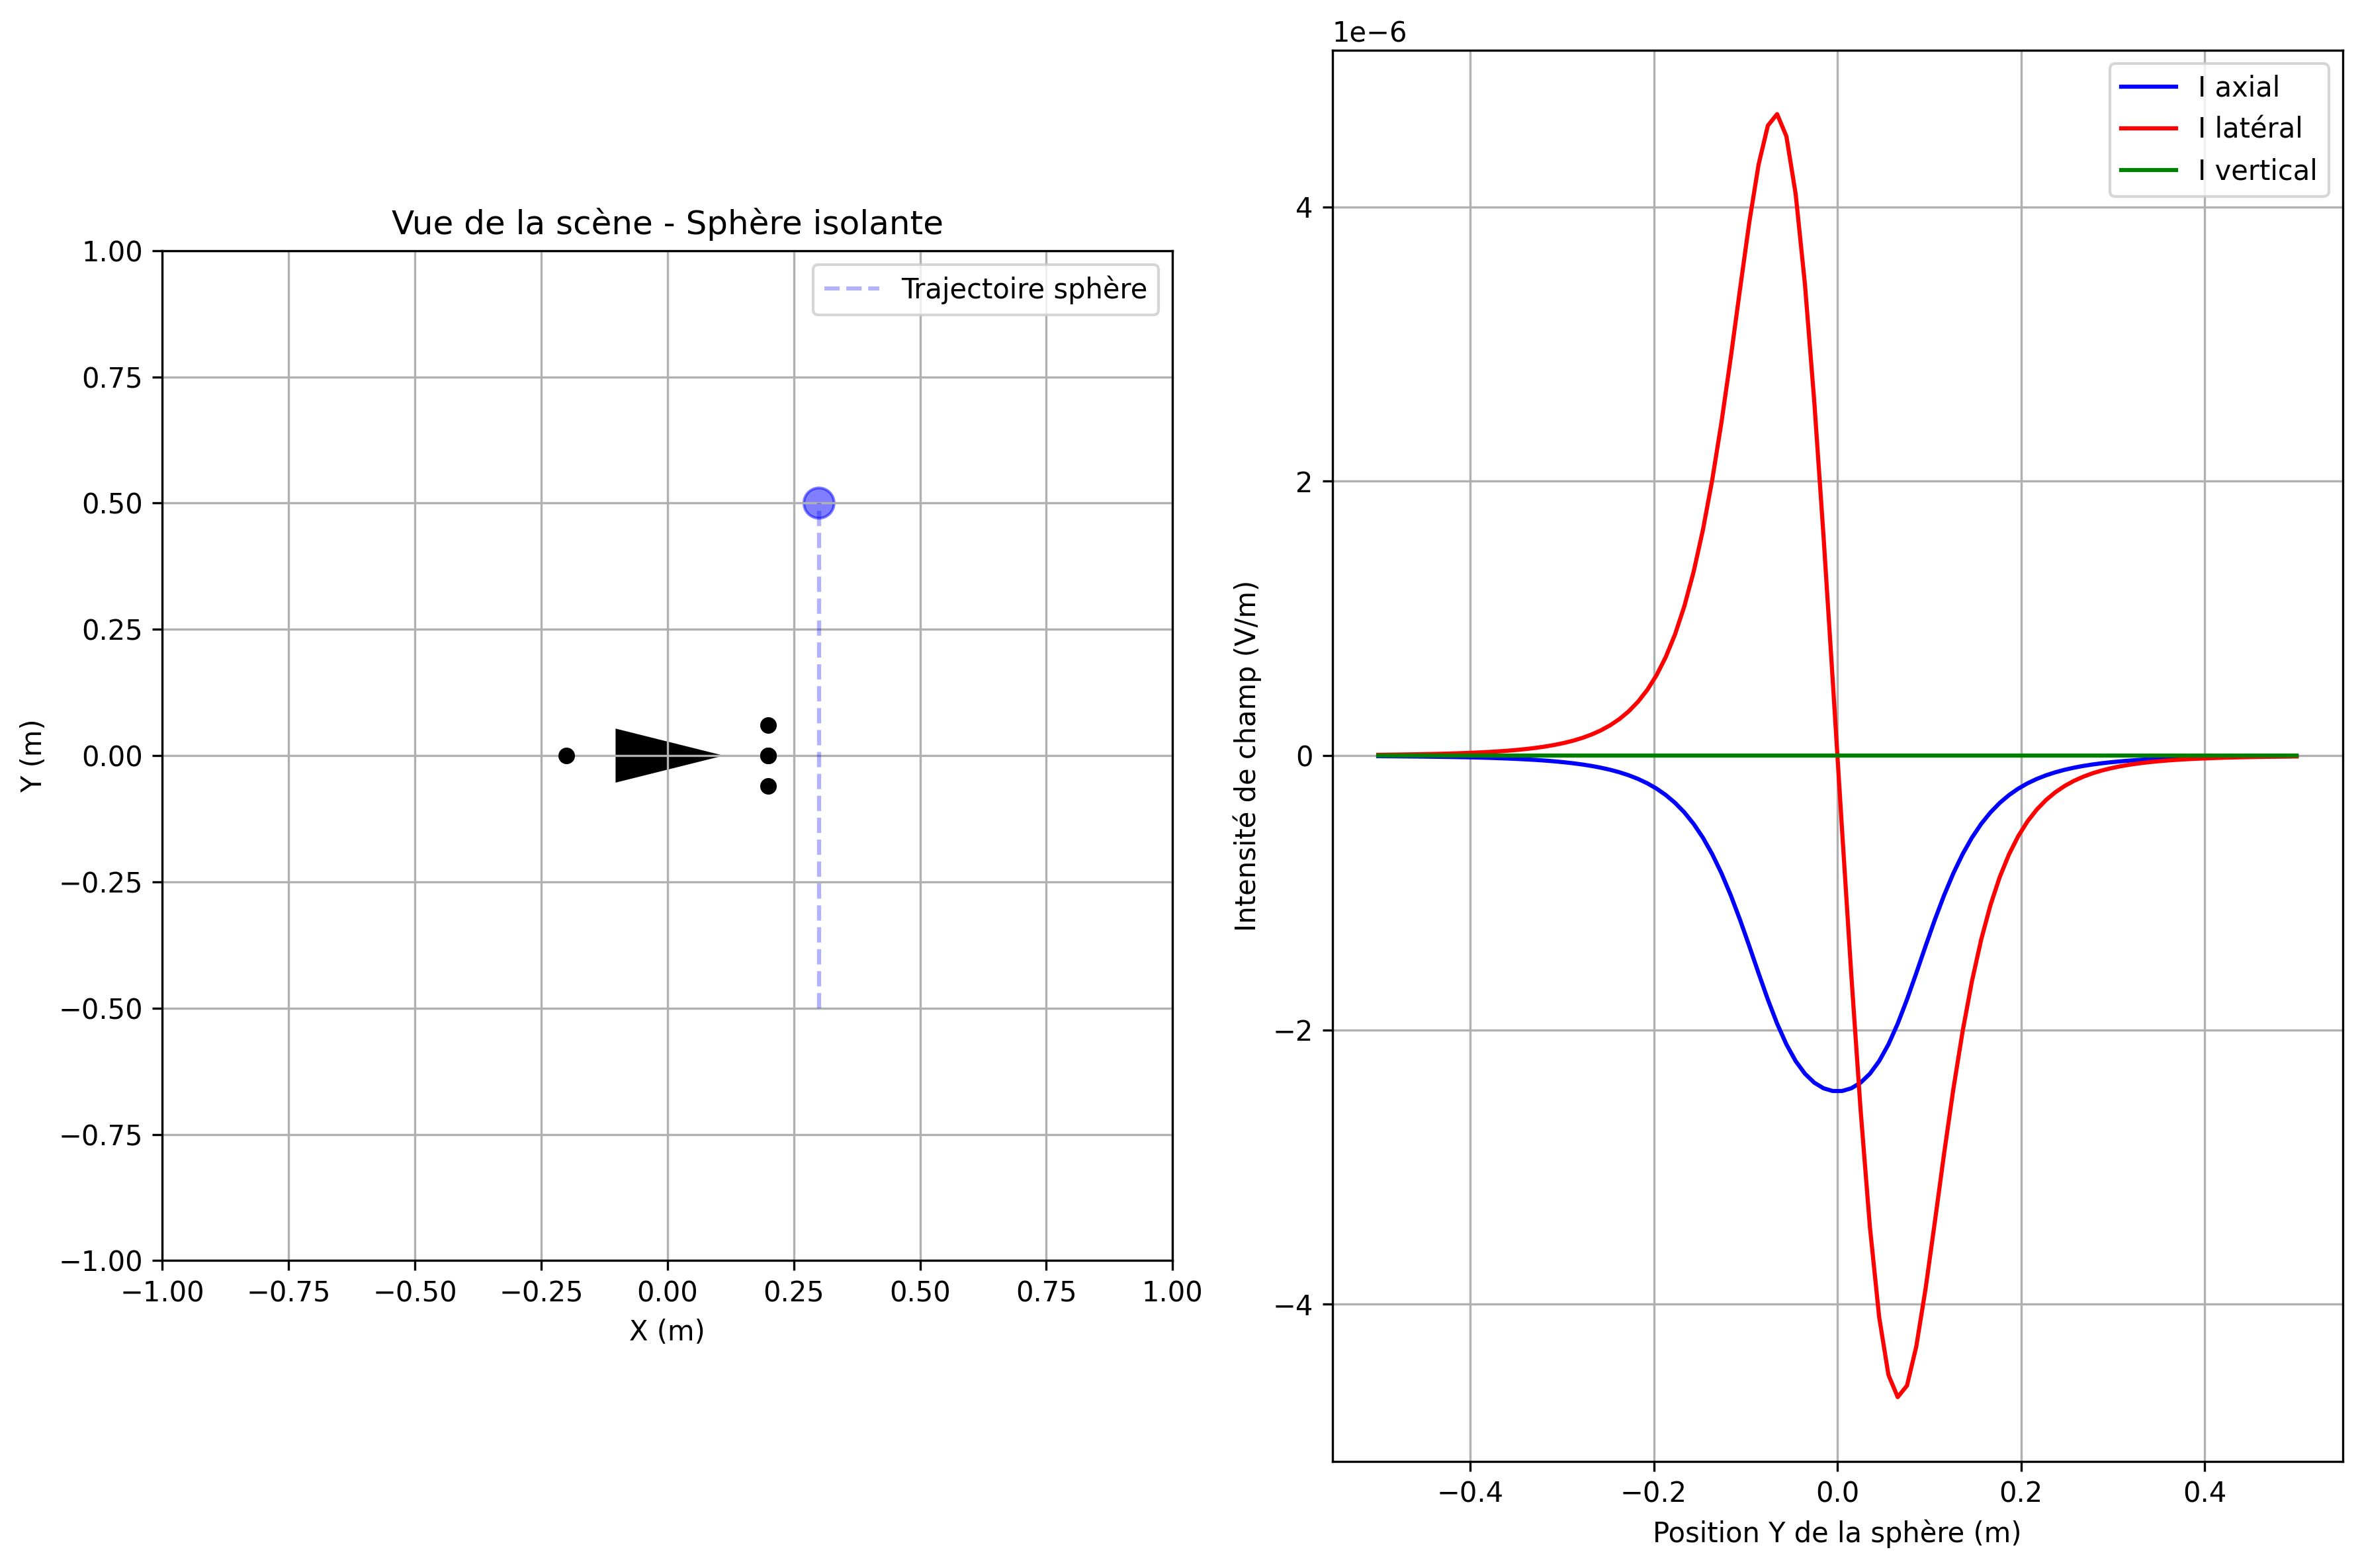 Vue de la scène - Sphère isolante
Trajectoire sphère
1.00
0.75
0.50
0.25
0.00
−0.25
−0.50
−0.75
−1.00
Y (m)
−1.00 −0.75 −0.50 −0.25 0.00 0.25 0.50 0.75 1.00
X (m)
1e−6
I axial
I latéral
I vertical
4
2
0
−2
−4
Intensité de champ (V/m)
−0.4 −0.2 0.0 0.2 0.4
Position Y de la sphère (m)